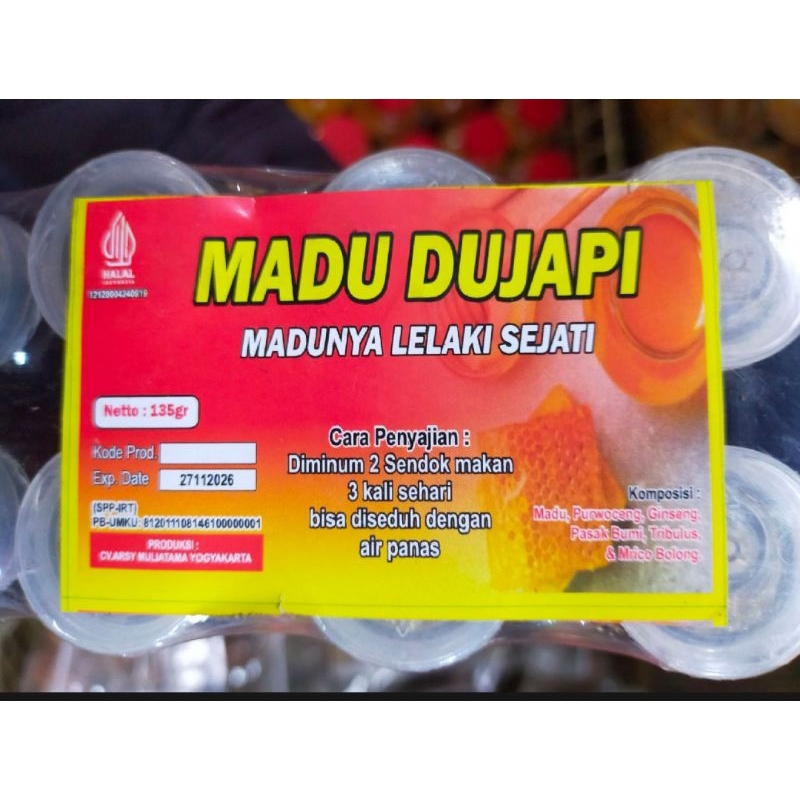 HALAL
INDONESIA
MADU DUJAPI
MADUNYA LELAKI SEJATI
Netto : 135gr
Kode Prod.
Exp. Date 27112026
(SPP-IRT)
PB-UMKU: 812011108146100000001
PRODUKSI :
CV.ARSY MULIATAMA YOGYAKARTA
Cara Penyajian :
Diminum 2 Sendok makan
3 kali sehari
bisa diseduh dengan
air panas
Komposisi :
Madu, Purwoceng, Ginseng,
Pasak Bumi, Tribulus,
& Mrico Bolong